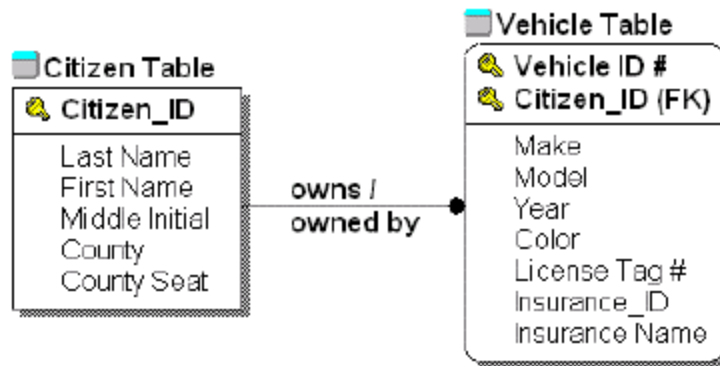 Citizen Table
Citizen_ID
Last Name
First Name
Middle Initial
County
County Seat
owns /
owned by
Vehicle Table
Vehicle ID #
Citizen_ID (FK)
Make
Model
Year
Color
License Tag #
Insurance_ID
Insurance Name